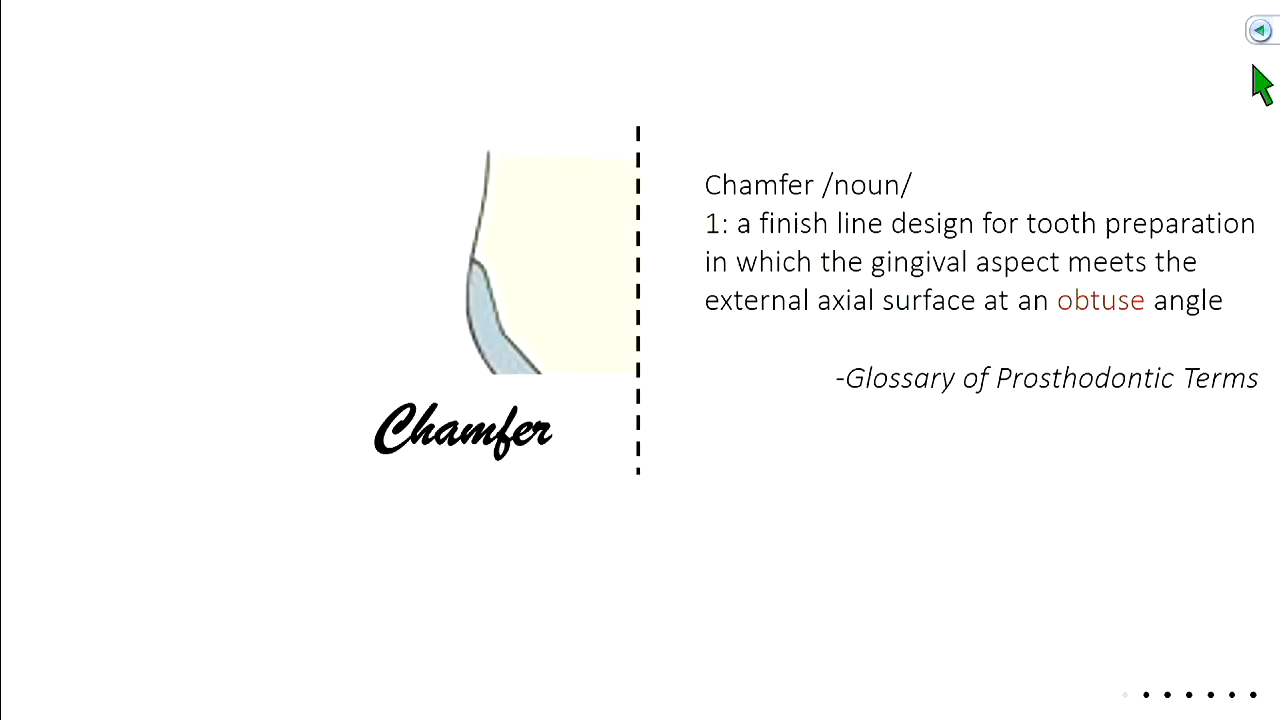 Chamfer /noun/
1: a finish line design for tooth preparation
in which the gingival aspect meets the
external axial surface at an obtuse angle
-Glossary of Prosthodontic Terms
Chamfer